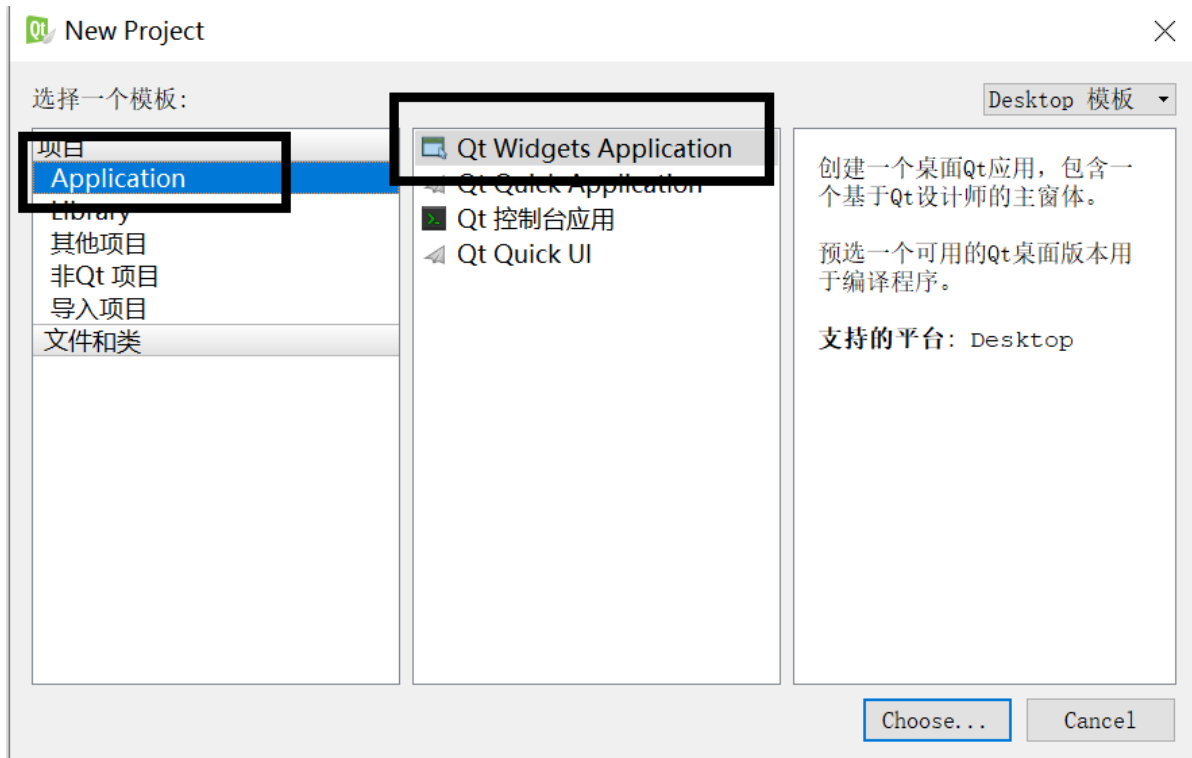 New Project
选择一个模板:
Desktop 模板
项目
Application
Library
其他项目
非Qt 项目
导入项目
文件和类
Qt Widgets Application
Qt Quick Application
Qt 控制台应用
Qt Quick UI
创建一个桌面Qt应用，包含一
个基于Qt设计师的主窗体。
预选一个可用的Qt桌面版本用
于编译程序。
支持的平台: Desktop
Choose...
Cancel